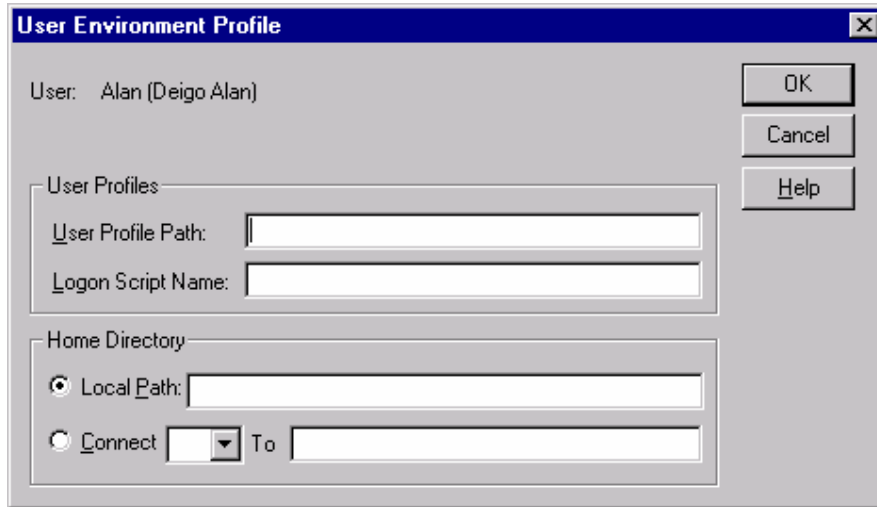 User Environment Profile
User: Alan (Deigo Alan)
OK
Cancel
Help
User Profiles
User Profile Path:
Logon Script Name:
Home Directory
Local Path:
Connect To